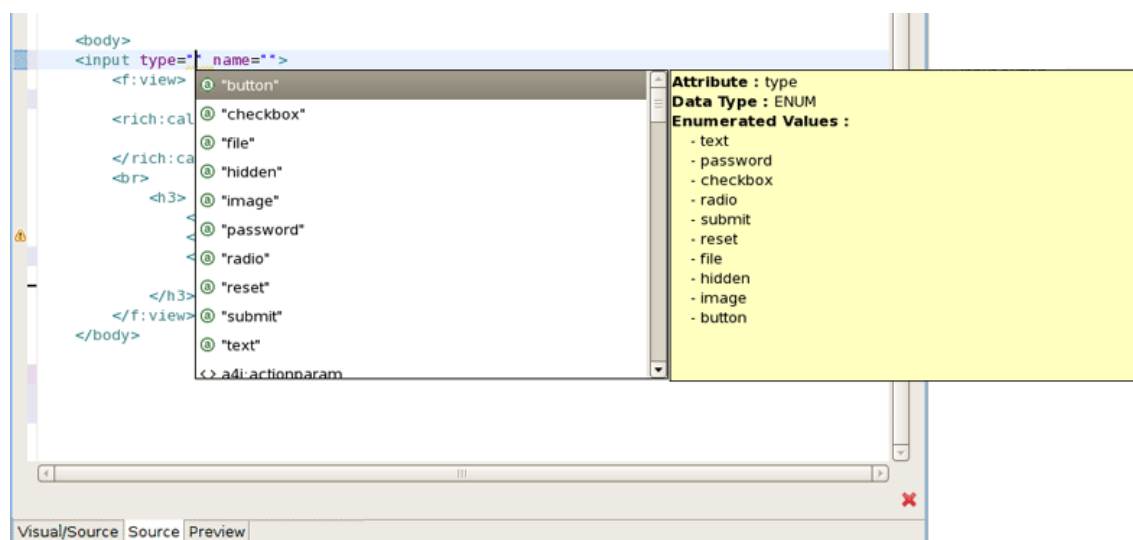 <body>
<input type="" name="">
<f:view>
<rich:cal
</rich:ca
<br>
<h3>
<
<
<
</h3>
</f:view>
</body>
"button"
"checkbox"
"file"
"hidden"
"image"
"password"
"radio"
"reset"
"submit"
"text"
<> a4j:actionparam
Attribute : type
Data Type : ENUM
Enumerated Values :
- text
- password
- checkbox
- radio
- submit
- reset
- file
- hidden
- image
- button
Visual/Source Source Preview